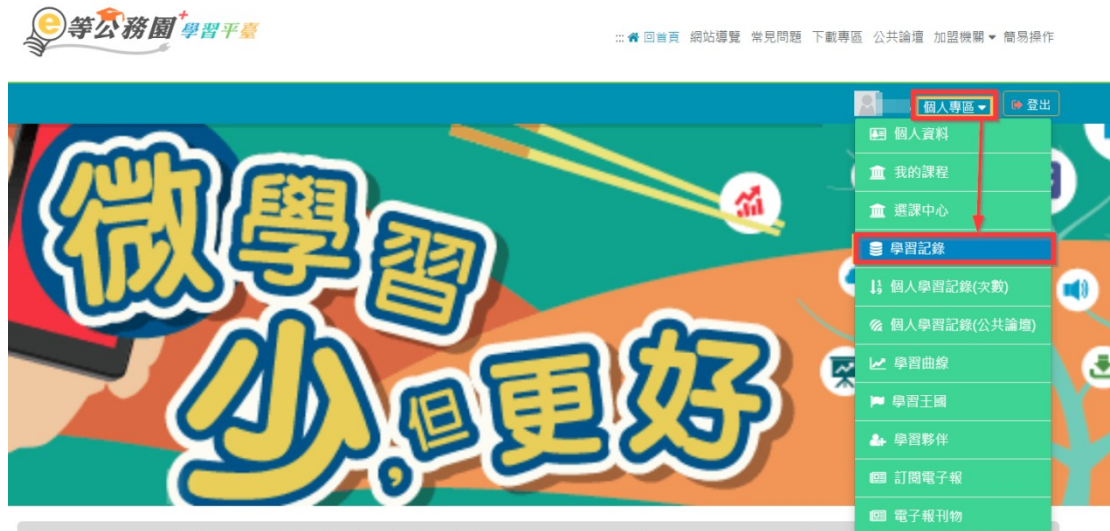 e等公務園+學習平臺
::: 回首頁 網站導覽 常見問題 下載專區 公共論壇 加盟機關 簡易操作
個人專區 登出
個人資料
我的課程
選課中心
學習記錄
個人學習記錄(次數)
個人學習記錄(公共論壇)
學習曲線
學習王國
學習夥伴
訂閱電子報
電子報刊物
微學習
少,但更好